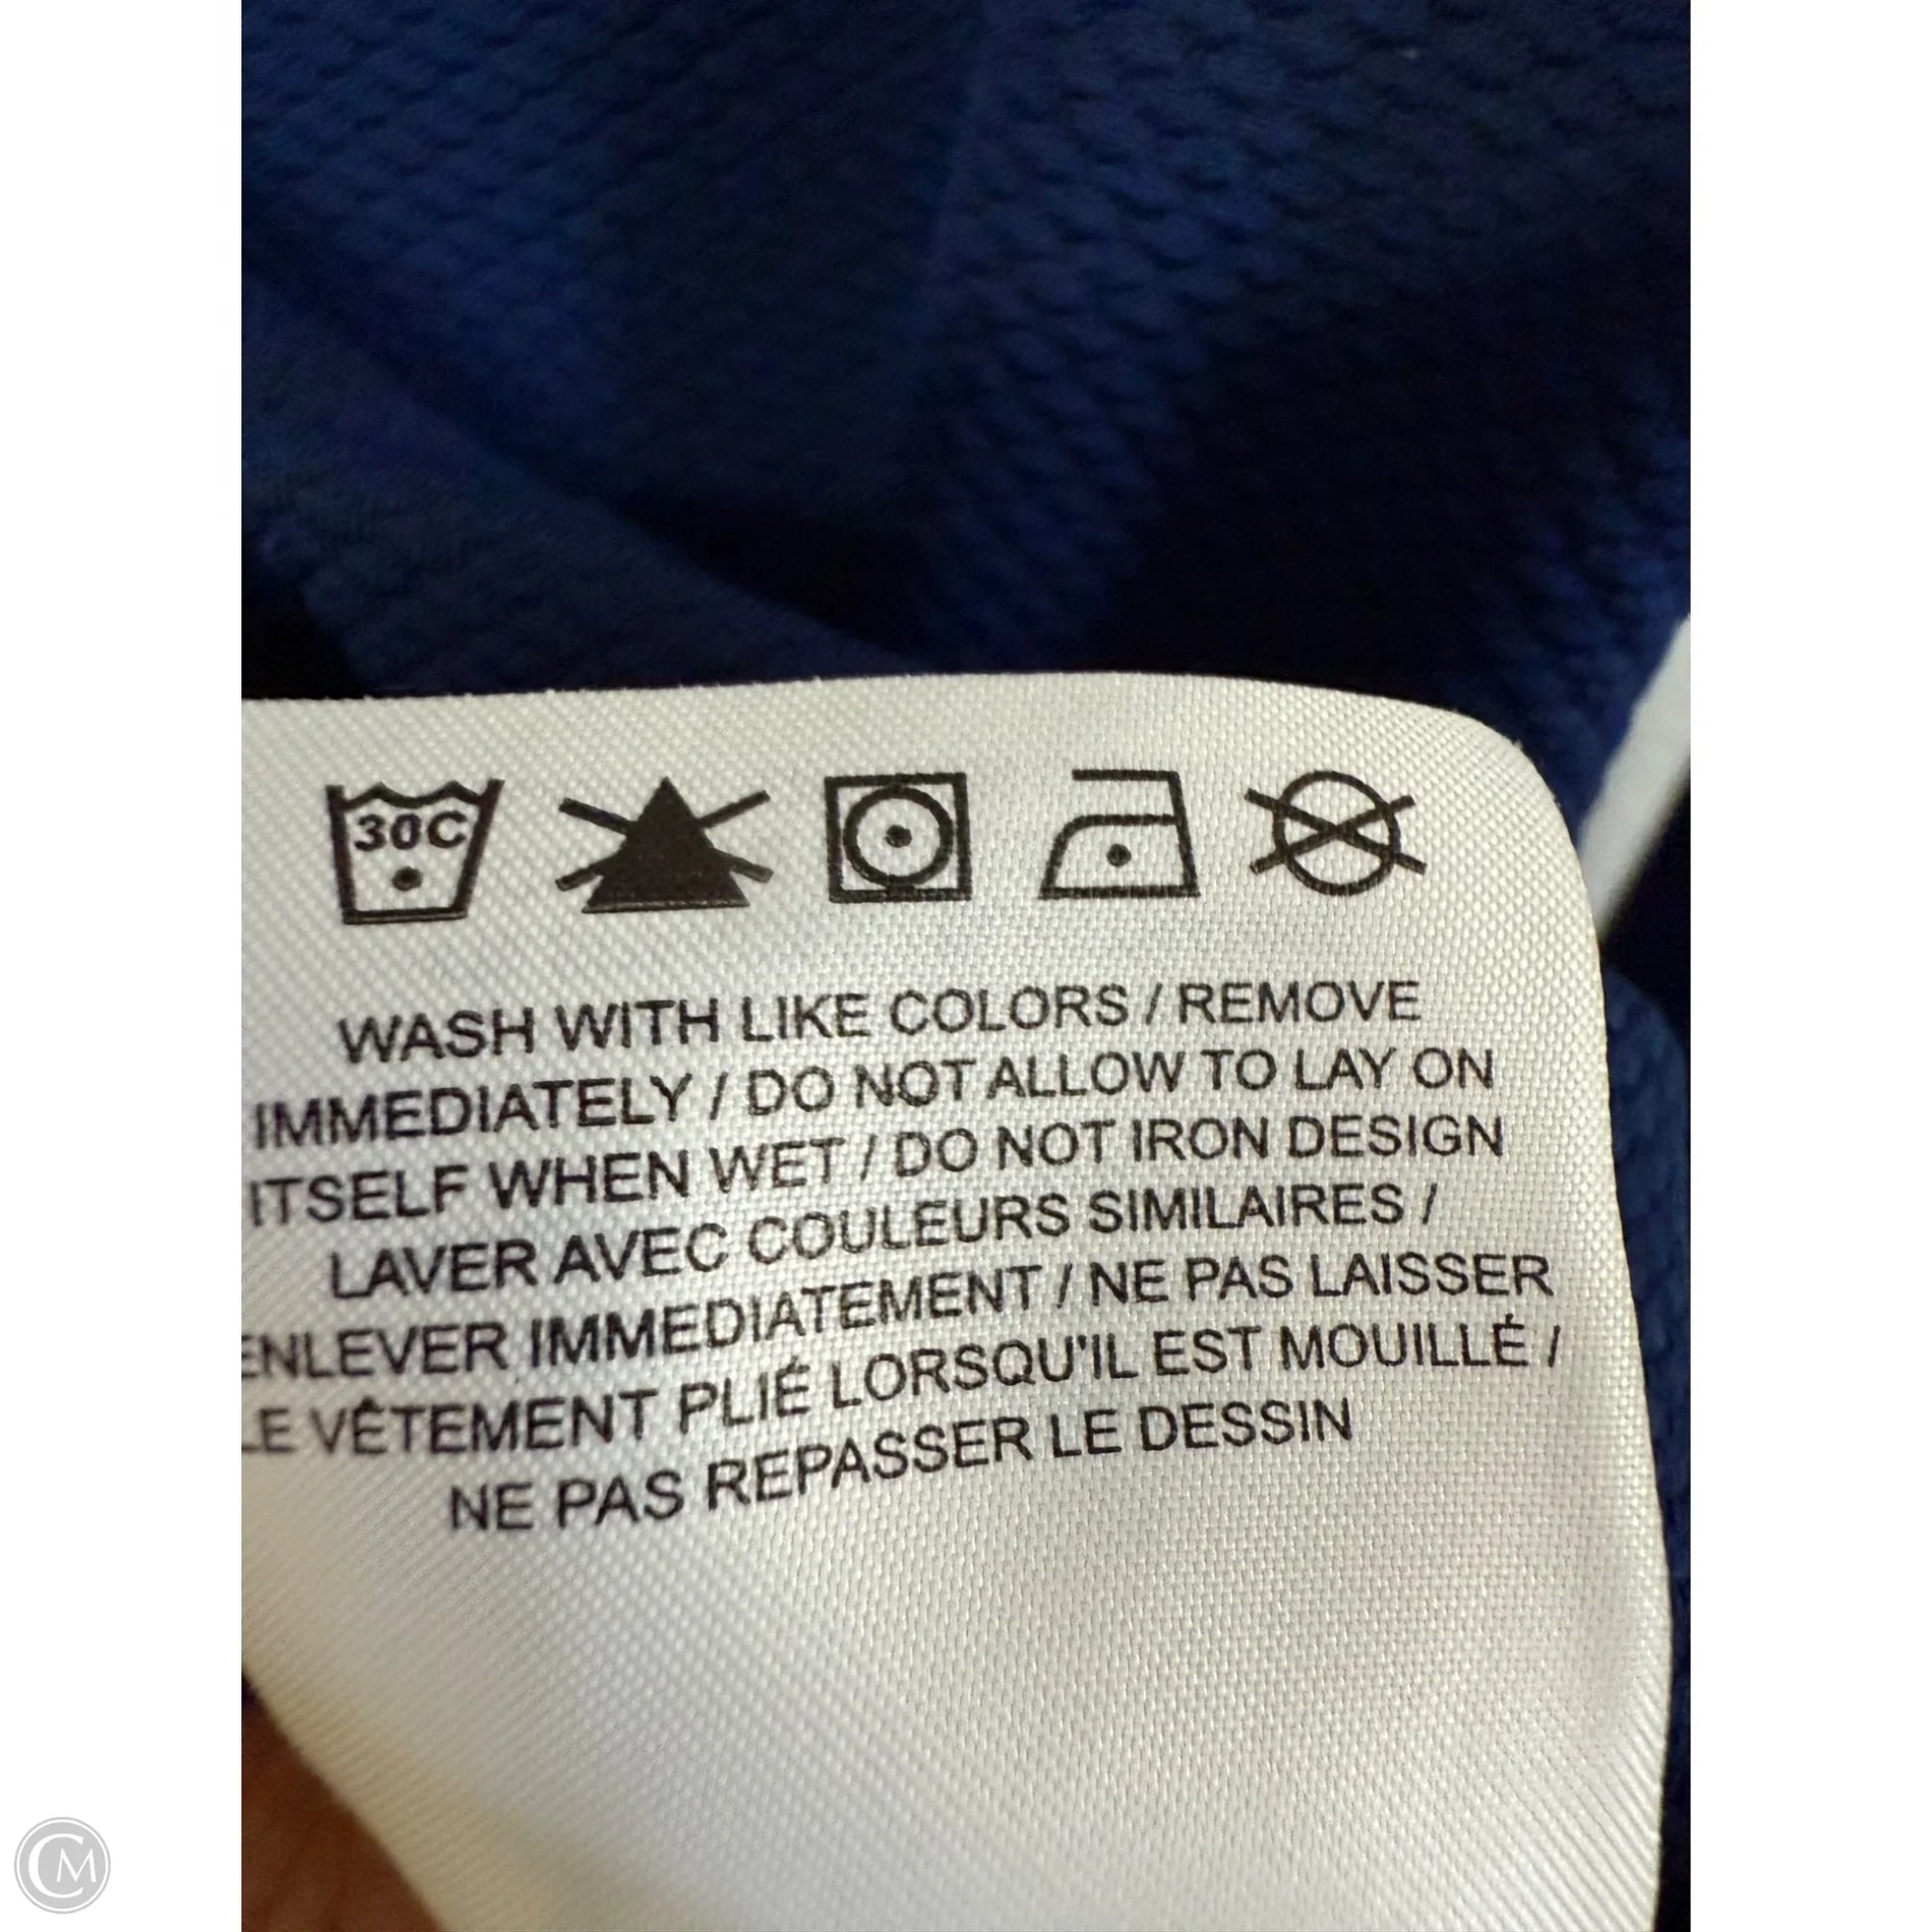 30C
WASH WITH LIKE COLORS / REMOVE
IMMEDIATELY / DO NOT ALLOW TO LAY ON
ITSELF WHEN WET / DO NOT IRON DESIGN
LAVER AVEC COULEURS SIMILAIRES /
ENLEVER IMMEDIATEMENT / NE PAS LAISSER
LE VÊTEMENT PLIÉ LORSQU'IL EST MOUILLÉ /
NE PAS REPASSER LE DESSIN
CM